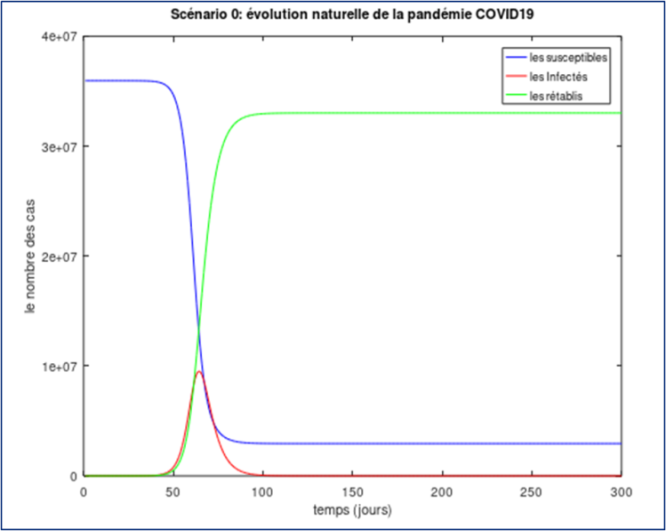 Scénario 0: évolution naturelle de la pandémie COVID19
4e+07
3e+07
2e+07
1e+07
0
le nombre des cas
les susceptibles
les Infectés
les rétablis
0 50 100 150 200 250 300
temps (jours)